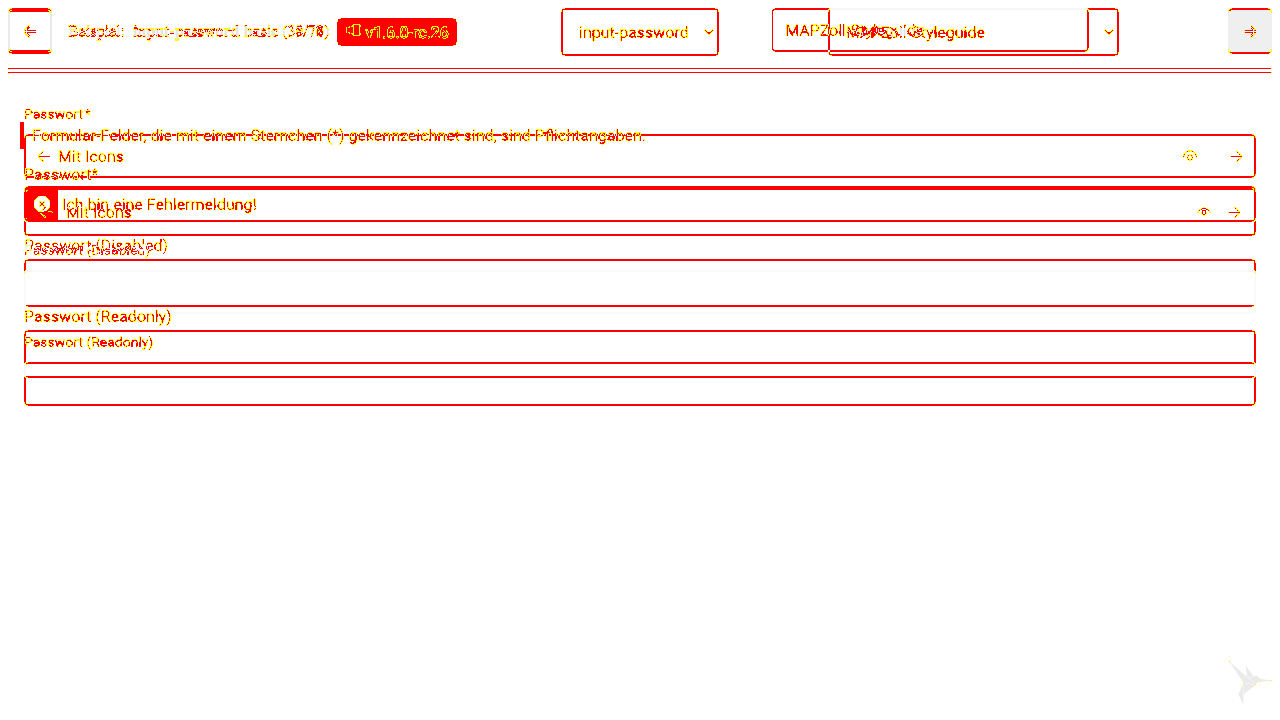 Beispiel: input-password basic (38/78)
v1.6.0-rc.26
input-password
MAPZoll
Styleguide
Passwort*
Formular-Felder, die mit einem Sternchen (*) gekennzeichnet sind, sind Pflichtangaben.
Mit Icons
Passwort*
Ich bin eine Fehlermeldung!
Mit Icons
Passwort (Disabled)
Passwort (Disabled)
Passwort (Readonly)
Passwort (Readonly)